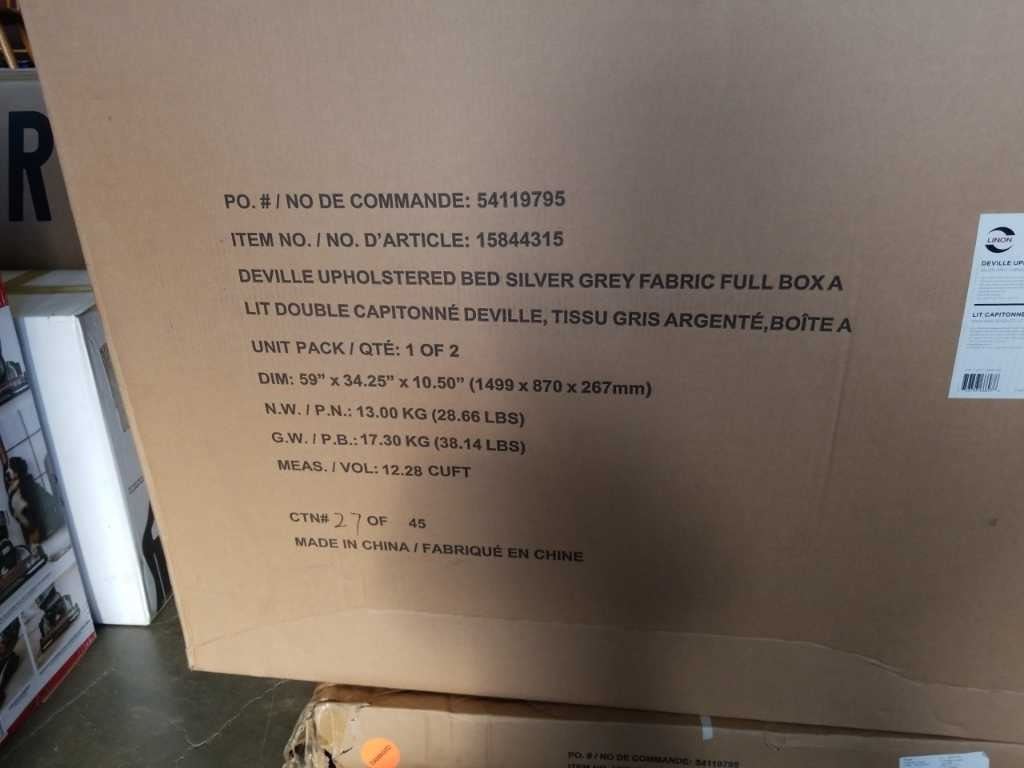 R
PO. # / NO DE COMMANDE: 54119795
ITEM NO. / NO. D'ARTICLE: 15844315
DEVILLE UPHOLSTERED BED SILVER GREY FABRIC FULL BOX A
LIT DOUBLE CAPITONNÉ DEVILLE, TISSU GRIS ARGENTÉ,BOÎTE A
UNIT PACK / QTÉ: 1 OF 2
DIM: 59" x 34.25" x 10.50" (1499 x 870 x 267mm)
N.W. / P.N.: 13.00 KG (28.66 LBS)
G.W. / P.B.: 17.30 KG (38.14 LBS)
MEAS. / VOL: 12.28 CUFT
CTN# 27 OF 45
MADE IN CHINA / FABRIQUÉ EN CHINE
LINON
DEVILLE UP
LIT CAPITONNÉ
PO. # / NO DE COMMANDE: 54119795